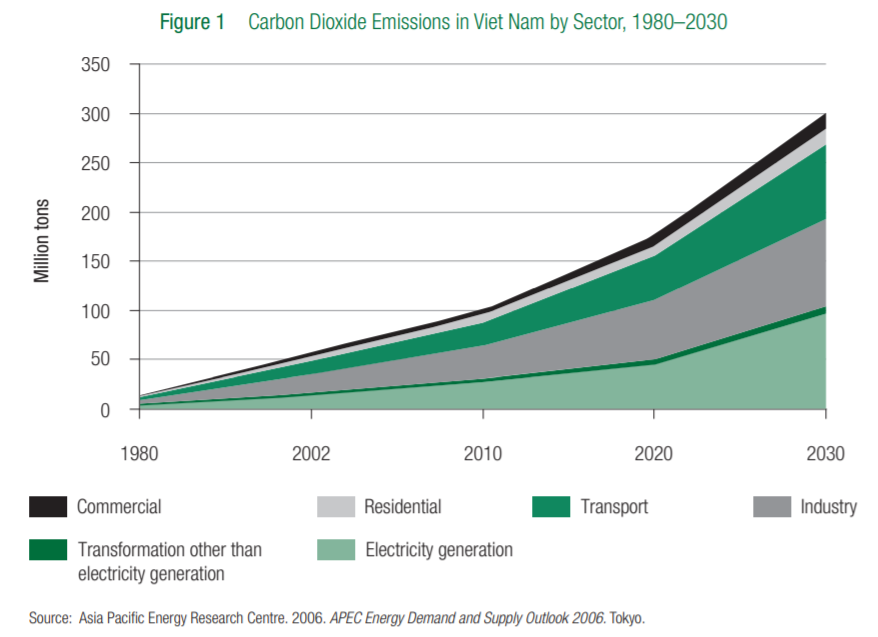 Figure 1 Carbon Dioxide Emissions in Viet Nam by Sector, 1980–2030
350
300
250
200
150
100
50
0
Million tons
1980 2002 2010 2020 2030
Commercial Residential Transport Industry
Transformation other than
electricity generation
Electricity generation
Source: Asia Pacific Energy Research Centre. 2006. APEC Energy Demand and Supply Outlook 2006. Tokyo.